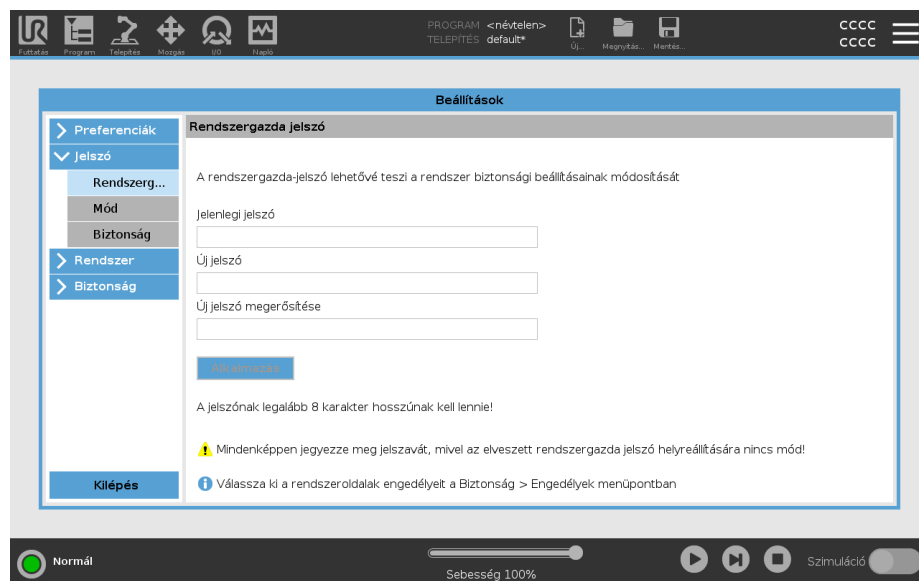 UR
PROGRAM <névtelen>
TELEPÍTÉS default*
Futtatás Program Telepítés Mozgás I/O Napló Új... Megnyitás... Mentés...
CCCC
CCCC
Beállítások
Preferenciák
Jelszó
Rendszerg...
Mód
Biztonság
Rendszer
Biztonság
Kilépés
Rendszergazda jelszó
A rendszergazda-jelszó lehetővé teszi a rendszer biztonsági beállításainak módosítását
Jelenlegi jelszó
Új jelszó
Új jelszó megerősítése
Alkalmazás
A jelszónak legalább 8 karakter hosszúnak kell lennie!
Mindenképpen jegyezze meg jelszavát, mivel az elveszett rendszergazda jelszó helyreállítására nincs mód!
Válassza ki a rendszeroldalak engedélyeit a Biztonság > Engedélyek menüpontban
Normál
Sebesség 100%
Szimuláció